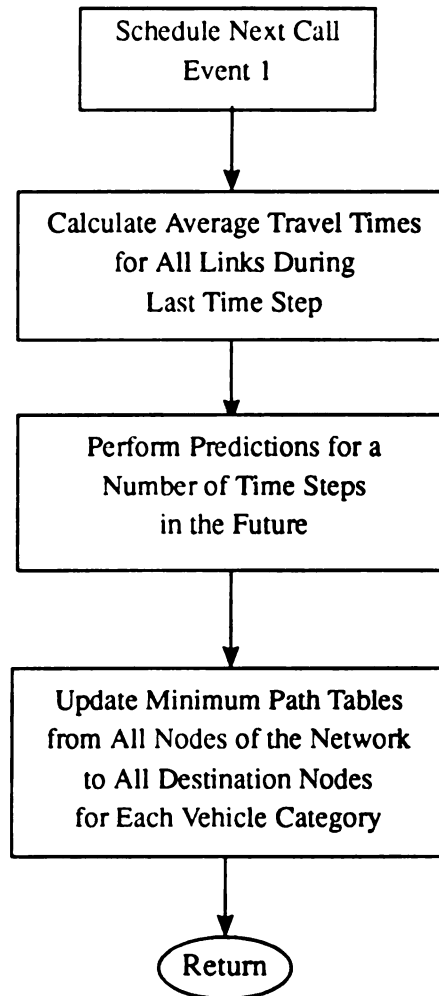 Schedule Next Call
Event 1
Calculate Average Travel Times
for All Links During
Last Time Step
Perform Predictions for a
Number of Time Steps
in the Future
Update Minimum Path Tables
from All Nodes of the Network
to All Destination Nodes
for Each Vehicle Category
Return